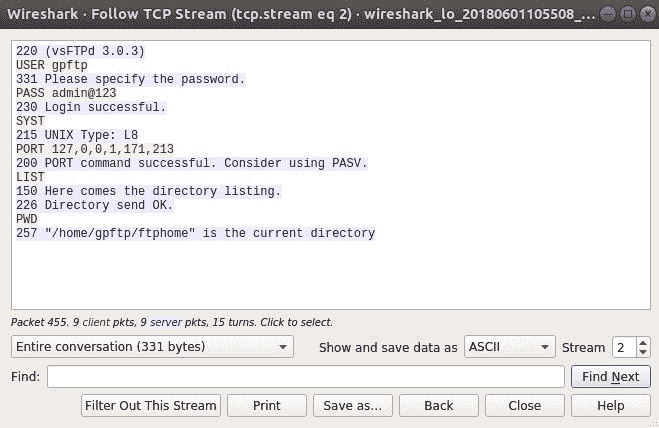 Wireshark · Follow TCP Stream (tcp.stream eq 2) · wireshark_lo_20180601105508_...
220 (vsFTPd 3.0.3)
USER gpftp
331 Please specify the password.
PASS admin@123
230 Login successful.
SYST
215 UNIX Type: L8
PORT 127,0,0,1,171,213
200 PORT command successful. Consider using PASV.
LIST
150 Here comes the directory listing.
226 Directory send OK.
PWD
257 "/home/gpftp/ftphome" is the current directory
Packet 455. 9 client pkts, 9 server pkts, 15 turns. Click to select.
Entire conversation (331 bytes) Show and save data as ASCII Stream 2
Find: Find Next
Filter Out This Stream Print Save as... Back Close Help